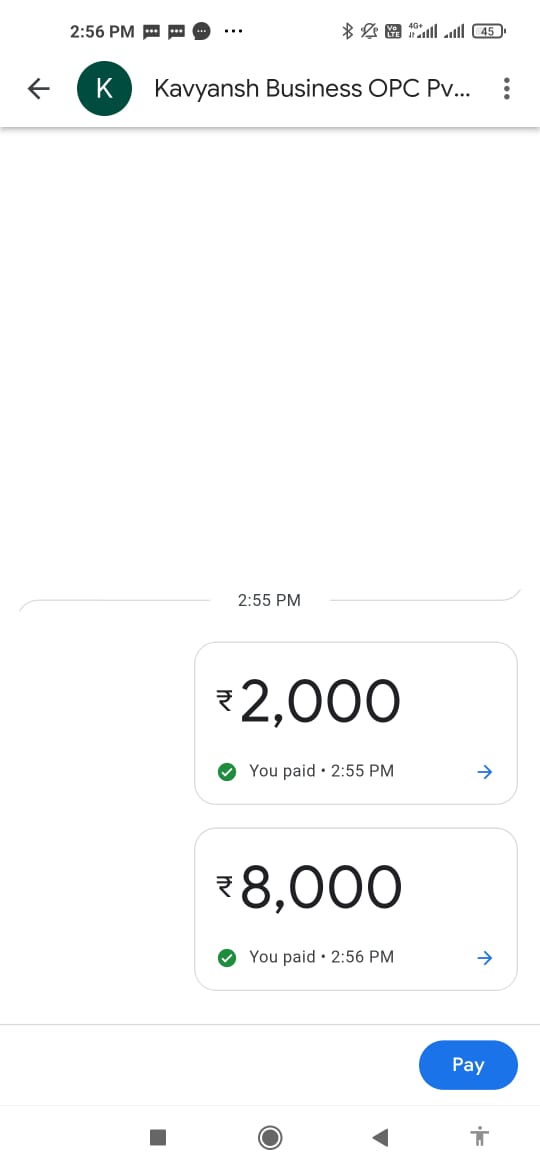 2:56 PM
Vo LTE 4G+ 45
K Kavyansh Business OPC Pv...
2:55 PM
₹2,000
You paid • 2:55 PM
₹8,000
You paid • 2:56 PM
Pay